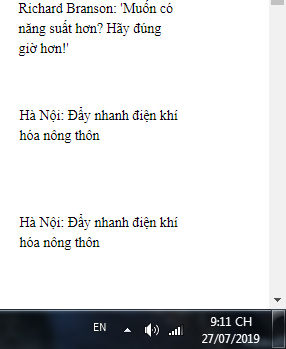 Richard Branson: 'Muốn có
năng suất hơn? Hãy đúng
giờ hơn!'
Hà Nội: Đẩy nhanh điện khí
hóa nông thôn
Hà Nội: Đẩy nhanh điện khí
hóa nông thôn
EN
9:11 CH
27/07/2019